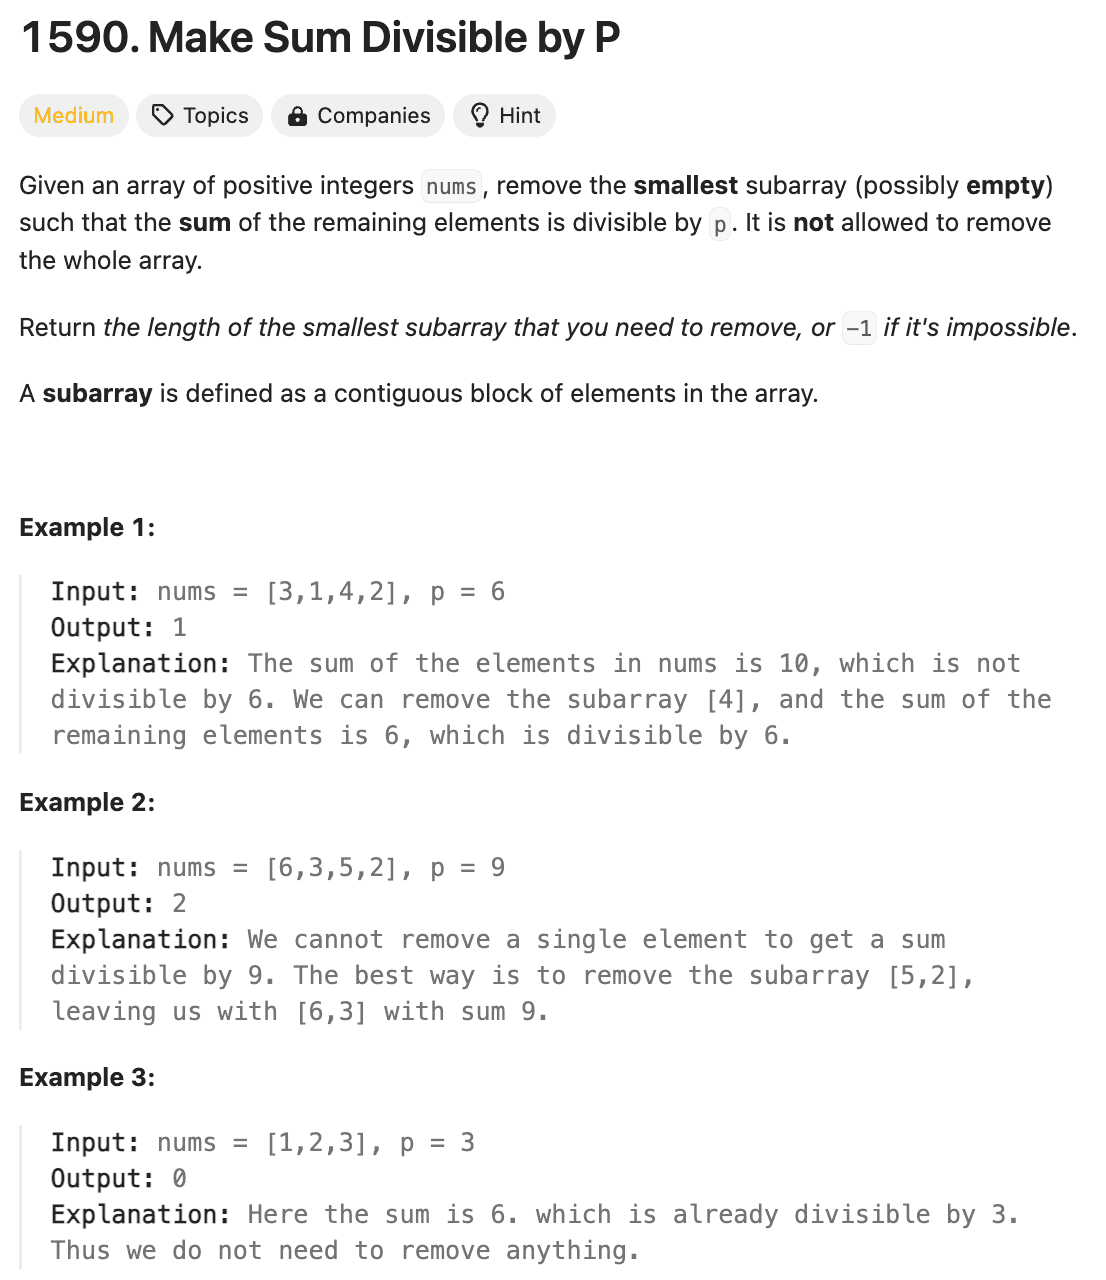 1590. Make Sum Divisible by P
Medium Topics Companies Hint
Given an array of positive integers nums, remove the smallest subarray (possibly empty)
such that the sum of the remaining elements is divisible by p. It is not allowed to remove
the whole array.
Return the length of the smallest subarray that you need to remove, or -1 if it's impossible.
A subarray is defined as a contiguous block of elements in the array.
Example 1:
Input: nums = [3,1,4,2], p = 6
Output: 1
Explanation: The sum of the elements in nums is 10, which is not
divisible by 6. We can remove the subarray [4], and the sum of the
remaining elements is 6, which is divisible by 6.
Example 2:
Input: nums = [6,3,5,2], p = 9
Output: 2
Explanation: We cannot remove a single element to get a sum
divisible by 9. The best way is to remove the subarray [5,2],
leaving us with [6,3] with sum 9.
Example 3:
Input: nums = [1,2,3], p = 3
Output: 0
Explanation: Here the sum is 6. which is already divisible by 3.
Thus we do not need to remove anything.